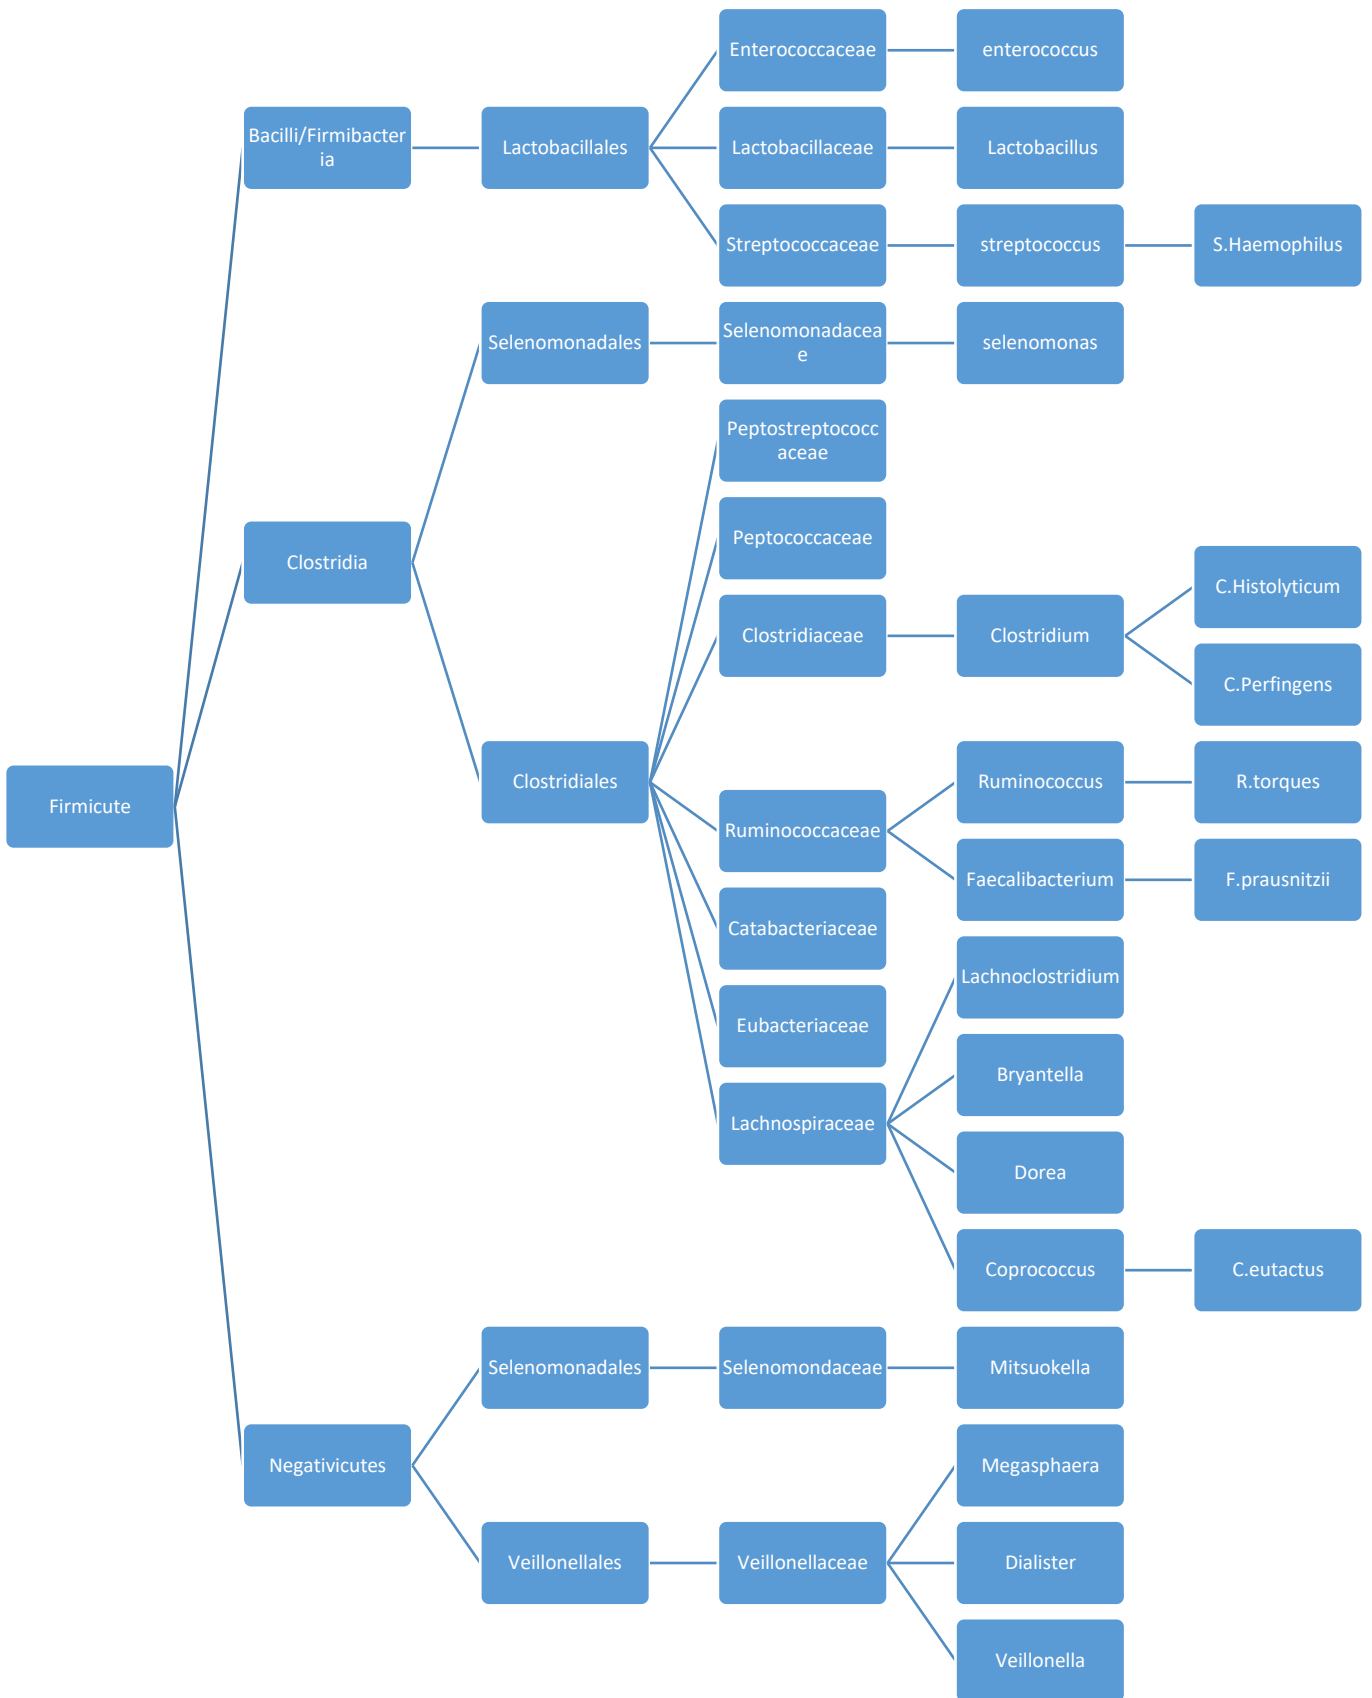 Firmicute
Bacilli/Firmibacter
ia
Lactobacillales
Enterococcaceae
enterococcus
Lactobacillaceae
Lactobacillus
Streptococcaceae
streptococcus
S.Haemophilus
Clostridia
Selenomonadales
Selenomonadacea
e
selenomonas
Clostridiales
Peptostreptococc
aceae
Peptococcaceae
Clostridiaceae
Clostridium
C.Histolyticum
C.Perfingens
Ruminococcaceae
Ruminococcus
R.torques
Faecalibacterium
F.prausnitzii
Catabacteriaceae
Eubacteriaceae
Lachnospiraceae
Lachnoclostridium
Bryantella
Dorea
Coprococcus
C.eutactus
Negativicutes
Selenomonadales
Selenomondaceae
Mitsuokella
Veillonellales
Veillonellaceae
Megasphaera
Dialister
Veillonella